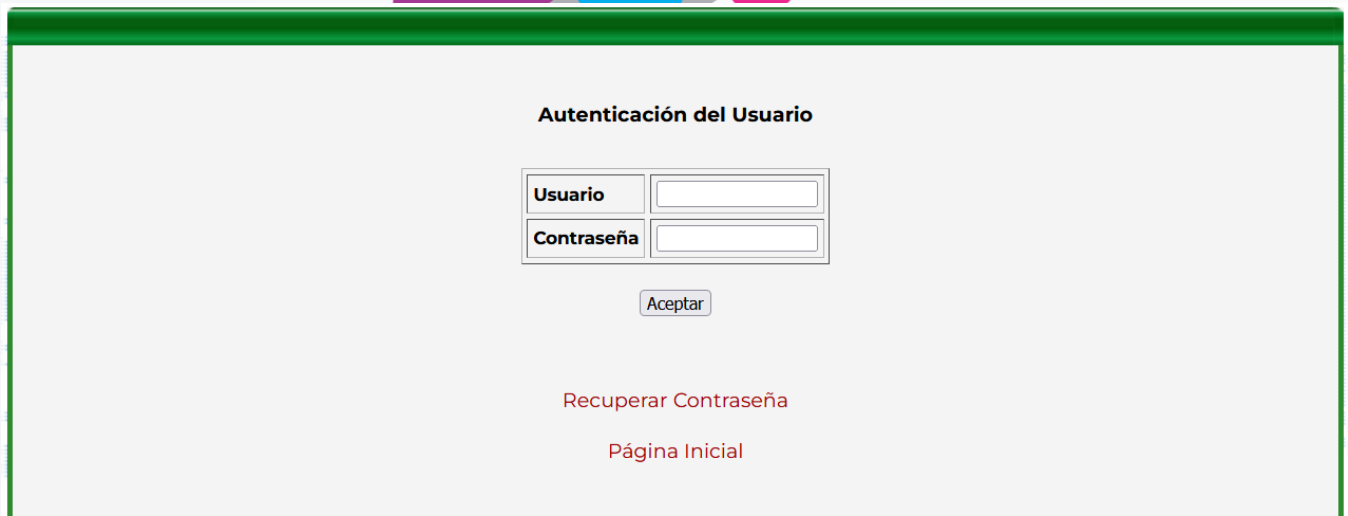 Autenticación del Usuario
Usuario
Contraseña
Aceptar
Recuperar Contraseña
Página Inicial